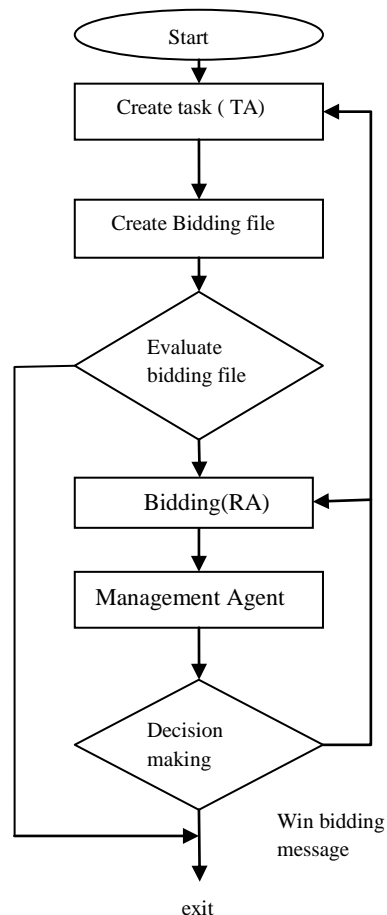 Start
Create task ( TA)
Create Bidding file
Evaluate
bidding file
Bidding(RA)
Management Agent
Decision
making
Win bidding
message
exit